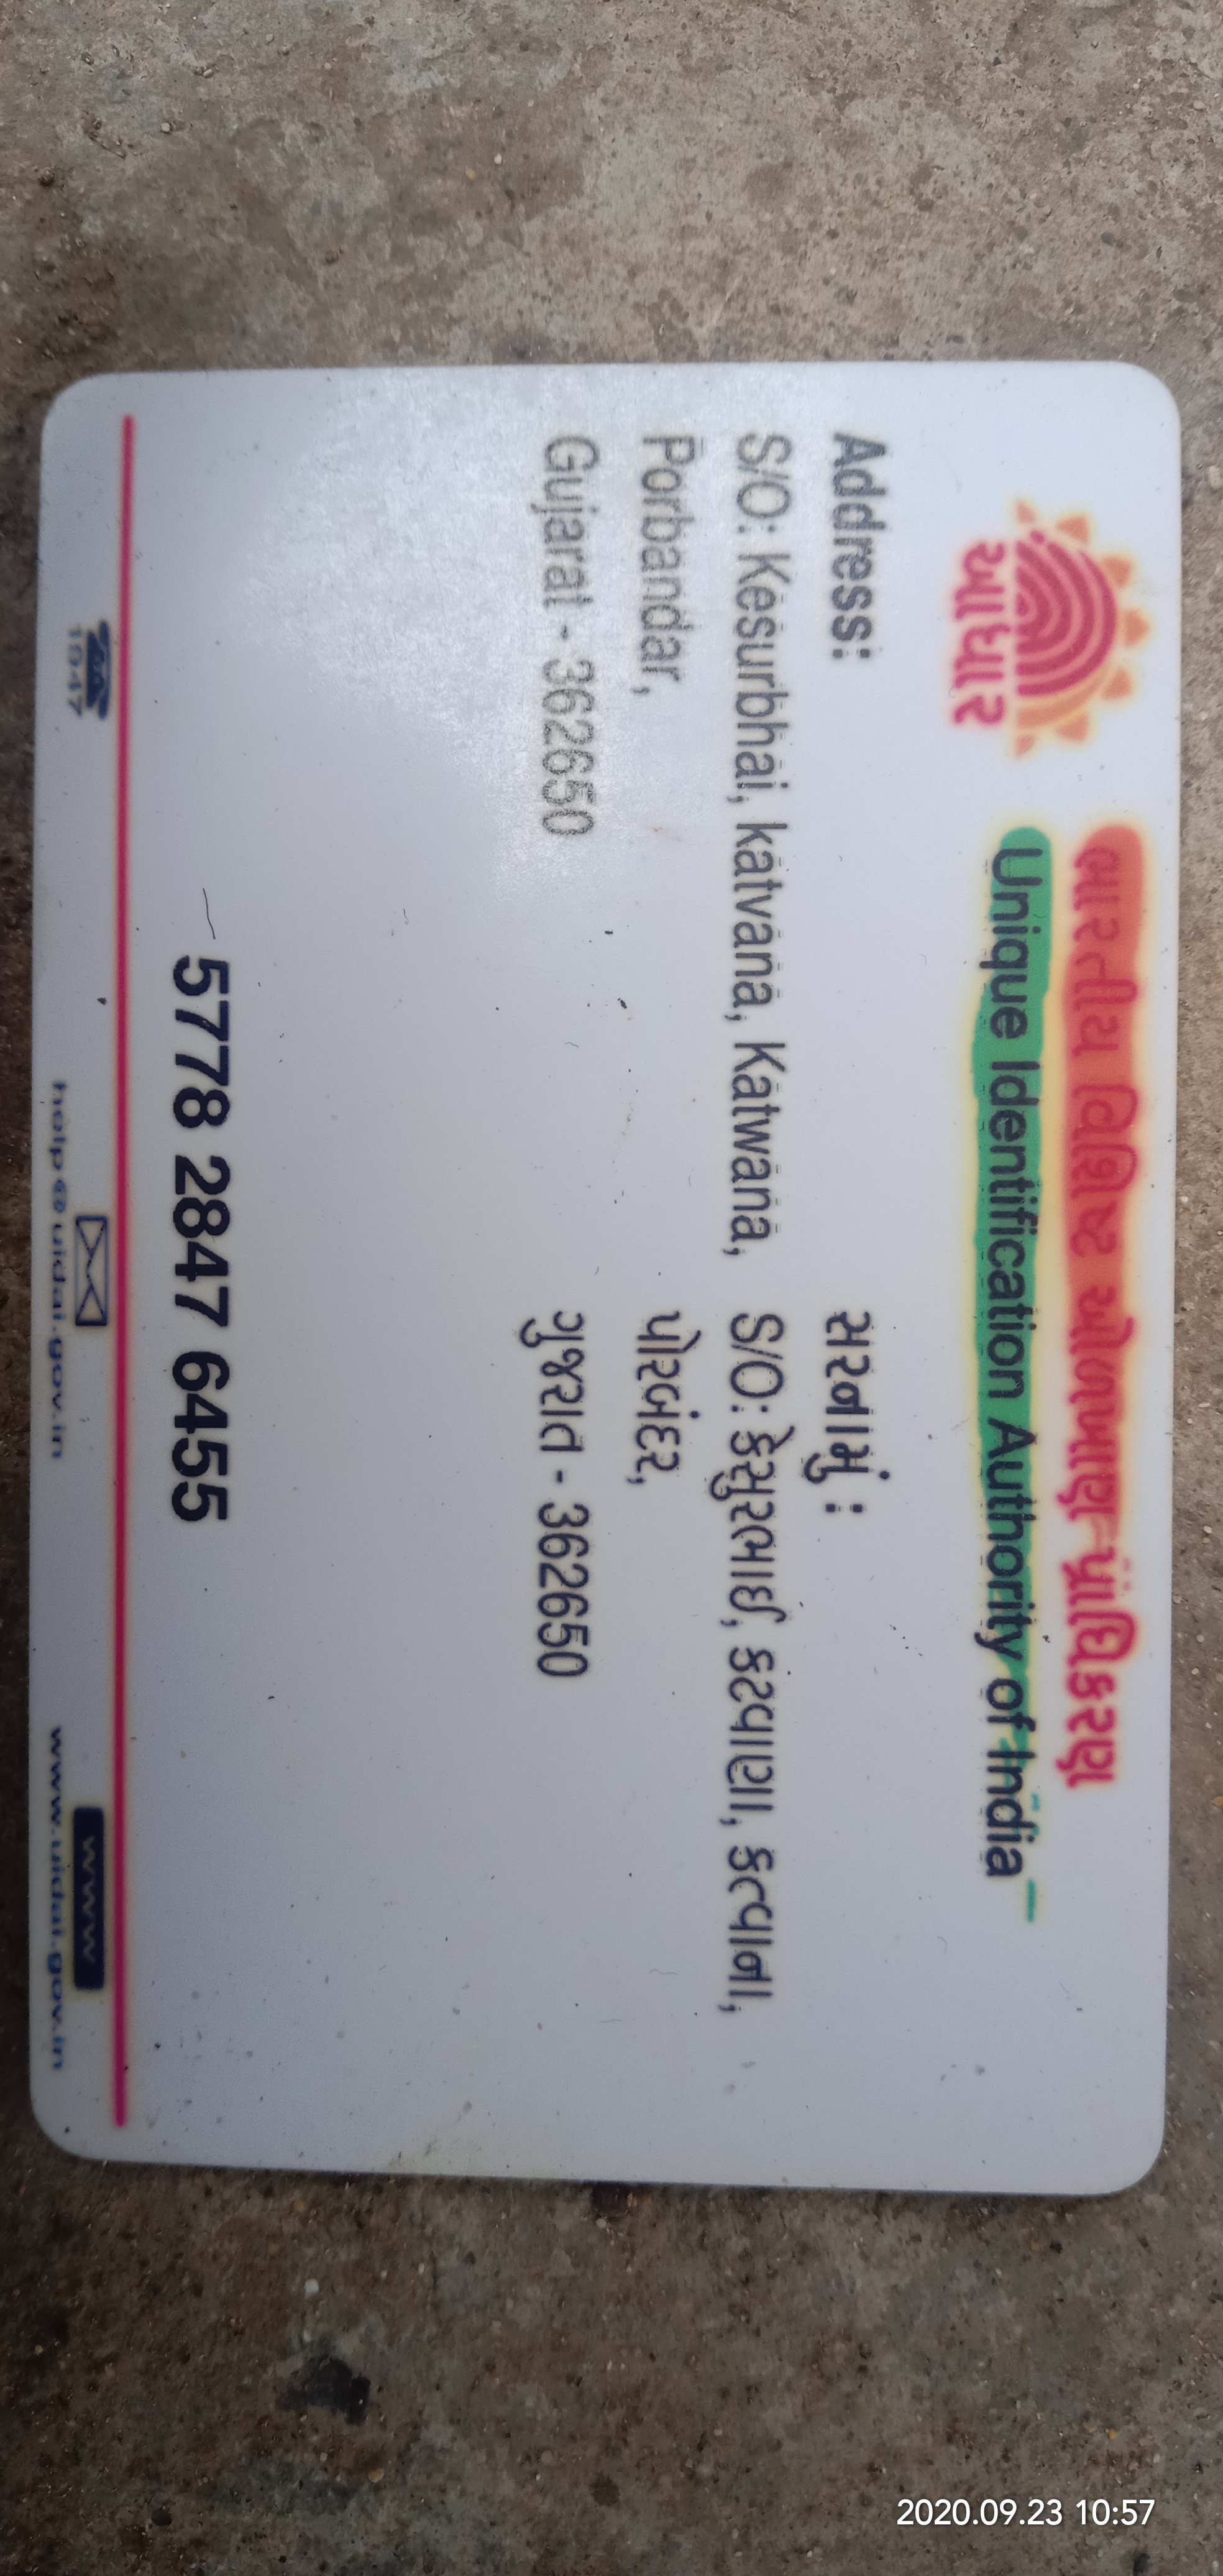 ભારતીય વિશિષ્ટ ઓળખાણ પ્રાધિકરણ
Unique Identification Authority of India
આધાર
Address:
S/O: Kesurbhai, katvana, Katwana,
Porbandar,
Gujarat - 362650
સરનામું :
S/O: કેસુરભાઈ, કટવાણા, કત્વાના,
પોરબંદર,
ગુજરાત - 362650
5778 2847 6455
1947
help@uidai.gov.in
www
www.uidai.gov.in
2020.09.23 10:57